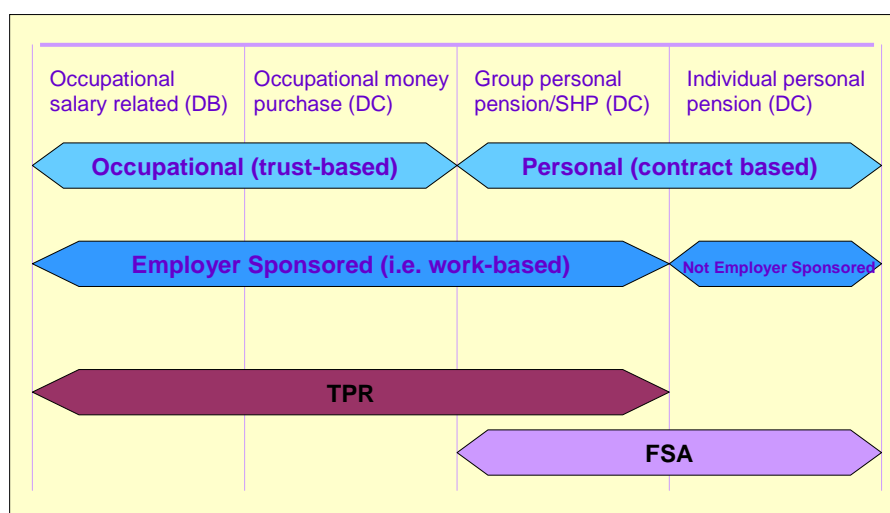 Occupational
salary related (DB)
Occupational money
purchase (DC)
Group personal
pension/SHP (DC)
Individual personal
pension (DC)
Occupational (trust-based)
Personal (contract based)
Employer Sponsored (i.e. work-based)
Not Employer Sponsored
TPR
FSA